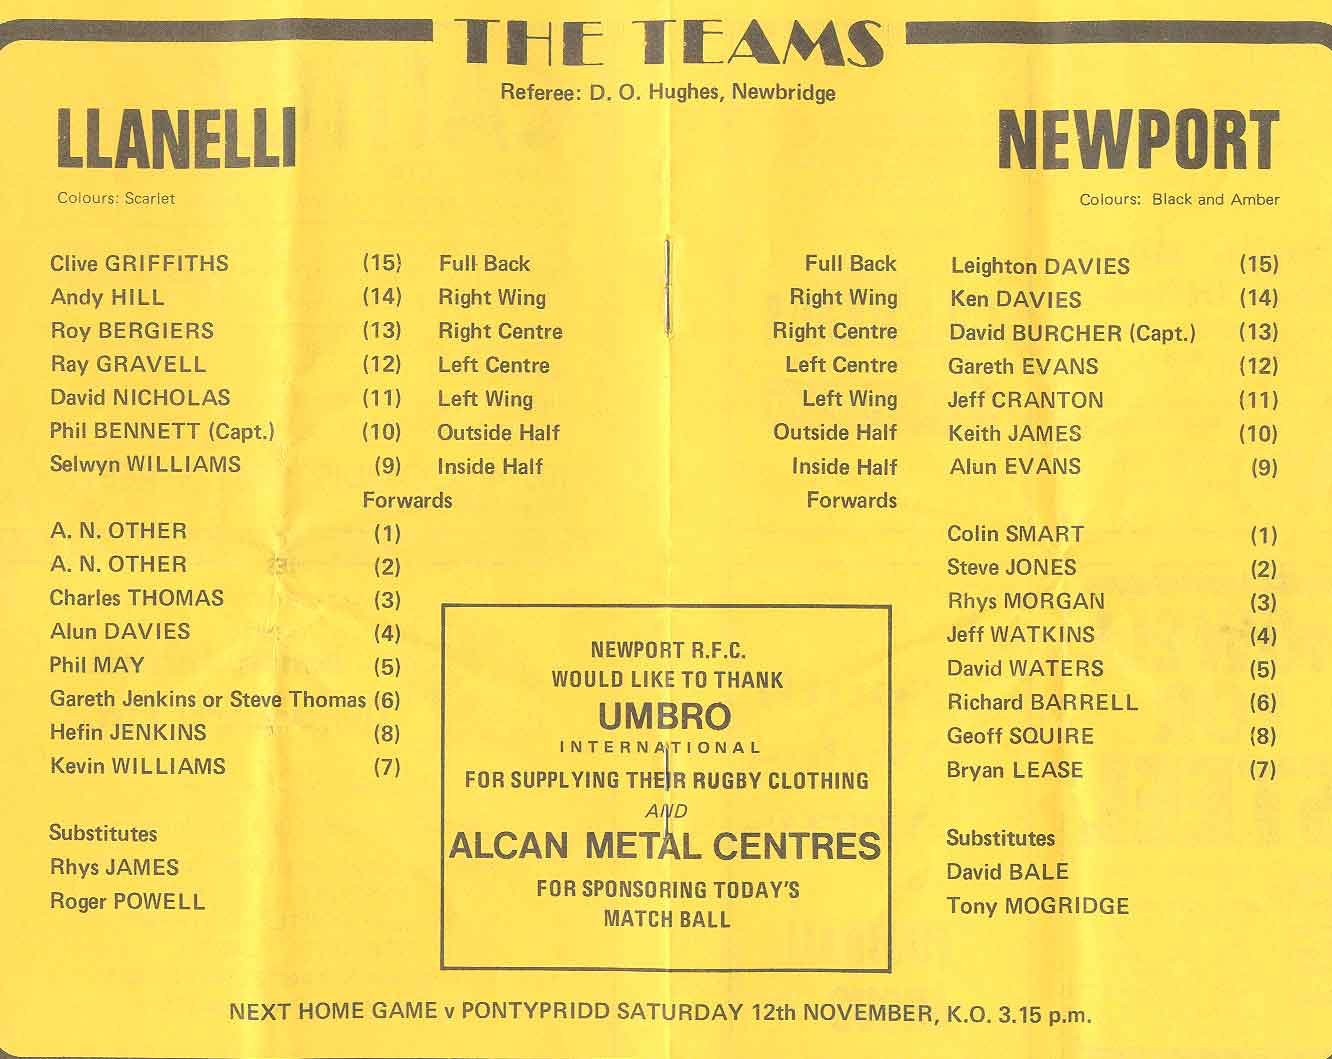 THE TEAMS
Referee: D. O. Hughes, Newbridge
LLANELLI
Colours: Scarlet
Clive GRIFFITHS (15) Full Back
Andy HILL (14) Right Wing
Roy BERGIERS (13) Right Centre
Ray GRAVELL (12) Left Centre
David NICHOLAS (11) Left Wing
Phil BENNETT (Capt.) (10) Outside Half
Selwyn WILLIAMS (9) Inside Half
Forwards
A. N. OTHER (1)
A. N. OTHER (2)
Charles THOMAS (3)
Alun DAVIES (4)
Phil MAY (5)
Gareth Jenkins or Steve Thomas (6)
Hefin JENKINS (8)
Kevin WILLIAMS (7)
Substitutes
Rhys JAMES
Roger POWELL
NEWPORT
Colours: Black and Amber
Full Back Leighton DAVIES (15)
Right Wing Ken DAVIES (14)
Right Centre David BURCHER (Capt.) (13)
Left Centre Gareth EVANS (12)
Left Wing Jeff CRANTON (11)
Outside Half Keith JAMES (10)
Inside Half Alun EVANS (9)
Forwards
Colin SMART (1)
Steve JONES (2)
Rhys MORGAN (3)
Jeff WATKINS (4)
David WATERS (5)
Richard BARRELL (6)
Geoff SQUIRE (8)
Bryan LEASE (7)
Substitutes
David BALE
Tony MOGRIDGE
NEWPORT R.F.C.
WOULD LIKE TO THANK
UMBRO
INTERNATIONAL
FOR SUPPLYING THEIR RUGBY CLOTHING
AND
ALCAN METAL CENTRES
FOR SPONSORING TODAY'S
MATCH BALL
NEXT HOME GAME v PONTYPRIDD SATURDAY 12th NOVEMBER, K.O. 3.15 p.m.